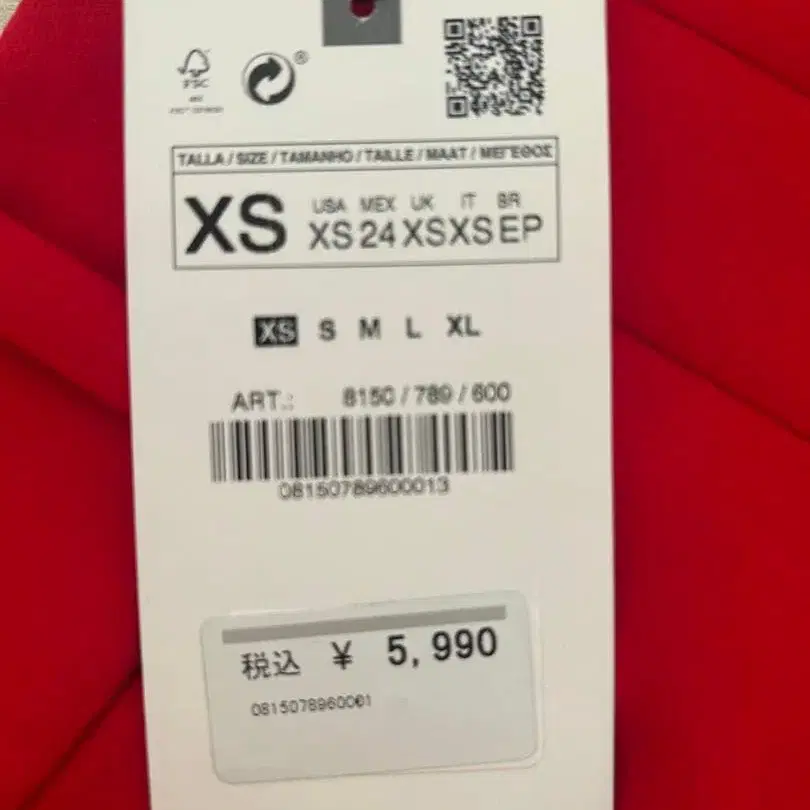 FSC
®
TALLA / SIZE / TAMANHO / TAILLE / MAAT / ΜΕΓΕΘΟΣ
XS
USA MEX UK IT BR
XS 24 XS XS EP
XS S M L XL
ART.: 8150 / 789 / 600
08150789600013
税込 ¥ 5,990
0815078960001